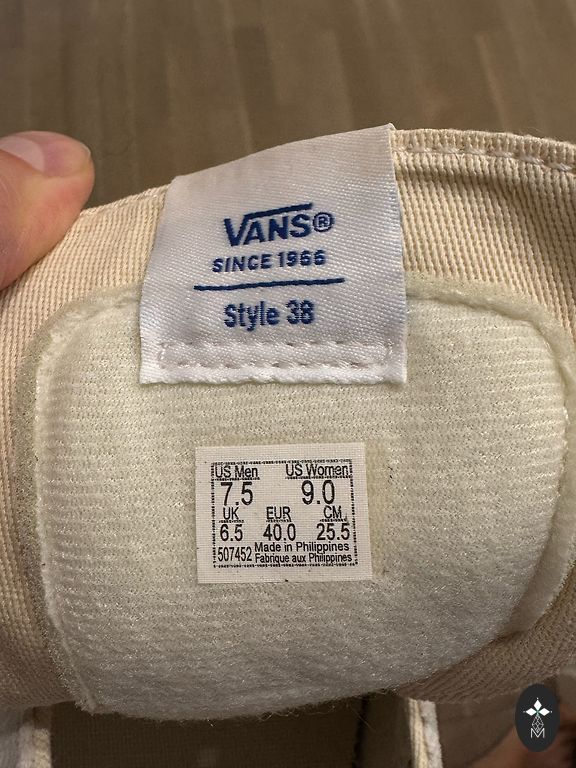 VANS®
SINCE 1966
Style 38
US Men US Women
7.5 9.0
UK EUR CM
6.5 40.0 25.5
507452 Made in Philippines
Fabrique aux Philippines
M